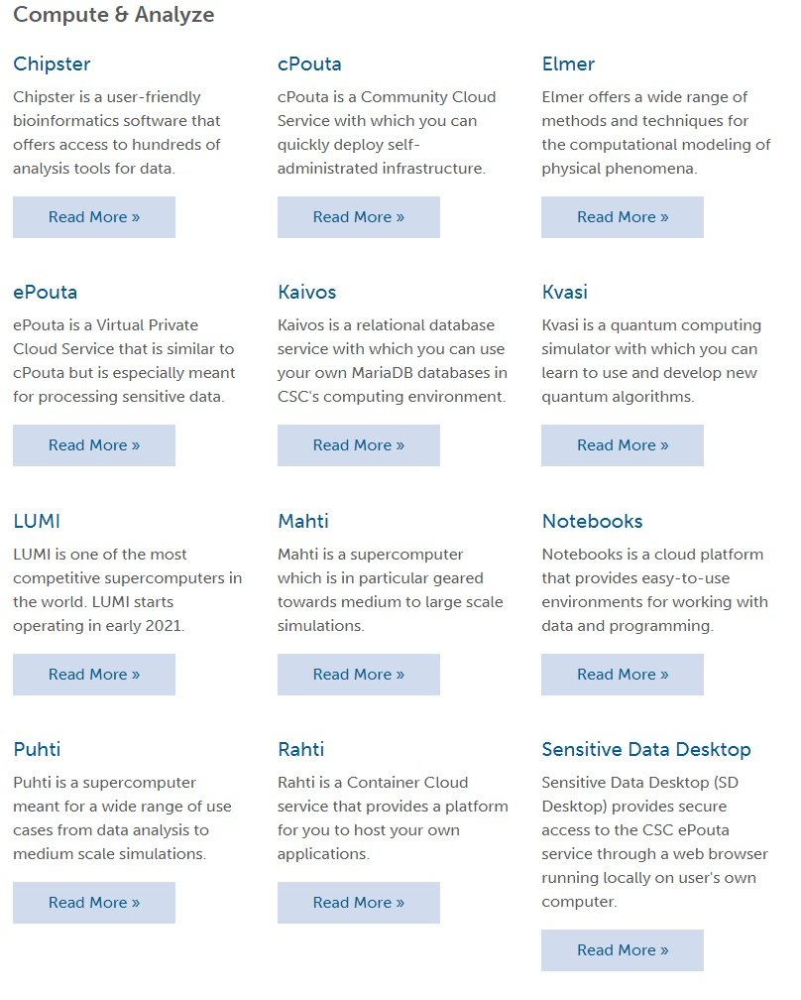 Compute & Analyze
Chipster
Chipster is a user-friendly
bioinformatics software that
offers access to hundreds of
analysis tools for data.
Read More »
cPouta
cPouta is a Community Cloud
Service with which you can
quickly deploy self-
administrated infrastructure.
Read More »
Elmer
Elmer offers a wide range of
methods and techniques for
the computational modeling of
physical phenomena.
Read More »
ePouta
ePouta is a Virtual Private
Cloud Service that is similar to
cPouta but is especially meant
for processing sensitive data.
Read More »
Kaivos
Kaivos is a relational database
service with which you can use
your own MariaDB databases in
CSC's computing environment.
Read More »
Kvasi
Kvasi is a quantum computing
simulator with which you can
learn to use and develop new
quantum algorithms.
Read More »
LUMI
LUMI is one of the most
competitive supercomputers in
the world. LUMI starts
operating in early 2021.
Read More »
Mahti
Mahti is a supercomputer
which is in particular geared
towards medium to large scale
simulations.
Read More »
Notebooks
Notebooks is a cloud platform
that provides easy-to-use
environments for working with
data and programming.
Read More »
Puhti
Puhti is a supercomputer
meant for a wide range of use
cases from data analysis to
medium scale simulations.
Read More »
Rahti
Rahti is a Container Cloud
service that provides a platform
for you to host your own
applications.
Read More »
Sensitive Data Desktop
Sensitive Data Desktop (SD
Desktop) provides secure
access to the CSC ePouta
service through a web browser
running locally on user's own
computer.
Read More »